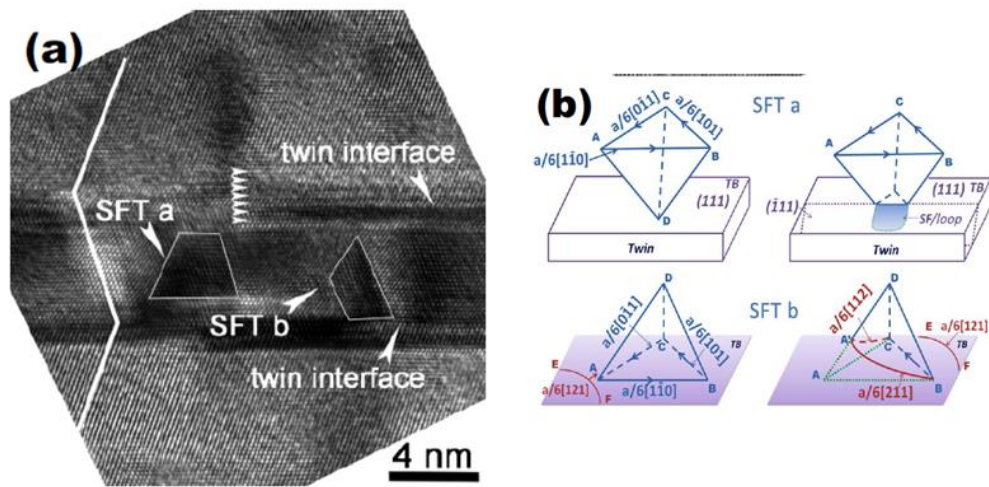 (a)
twin interface
SFT a
SFT b
twin interface
4 nm
(b)
SFT a
C
a/6[01̄1]
a/6[101]
A
B
a/6[11̄0]
D
TB
(111)
Twin
C
A
B
(111) TB
(1̄11)
SF/loop
Twin
SFT b
D
a/6[01̄1]
a/6[101]
C
TB
E
A
B
a/6[121]
F
a/6[11̄0]
D
a/6[112]
E
a/6[121]
A'
C
TB
F
A
B
a/6[211]